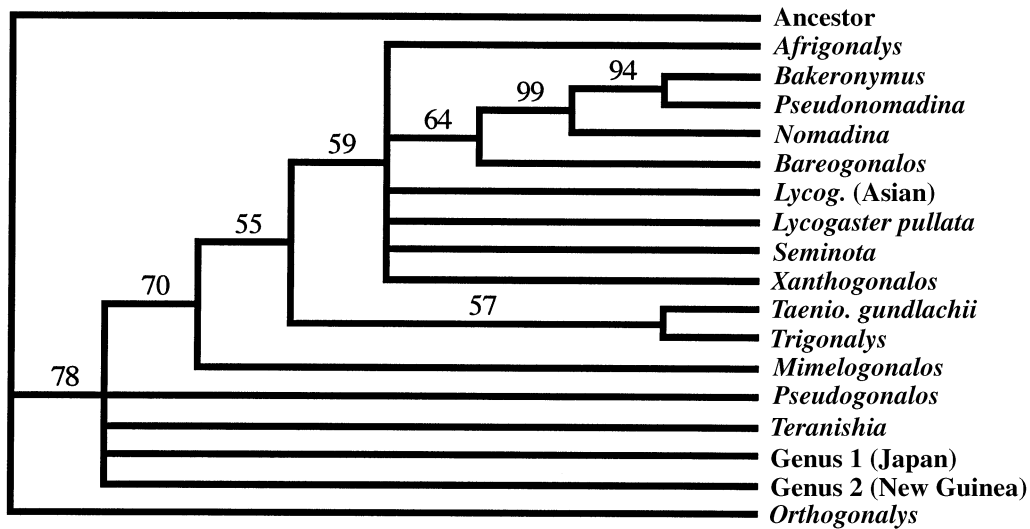 Ancestor
Afrigonalys
94 Bakeronymus
99 Pseudonomadina
64 Nomadina
59 Bareogonalos
Lycog. (Asian)
55 Lycogaster pullata
Seminota
70 Xanthogonalos
57 Taenio. gundlachii
Trigonalys
78 Mimelogonalos
Pseudogonalos
Teranishia
Genus 1 (Japan)
Genus 2 (New Guinea)
Orthogonalys